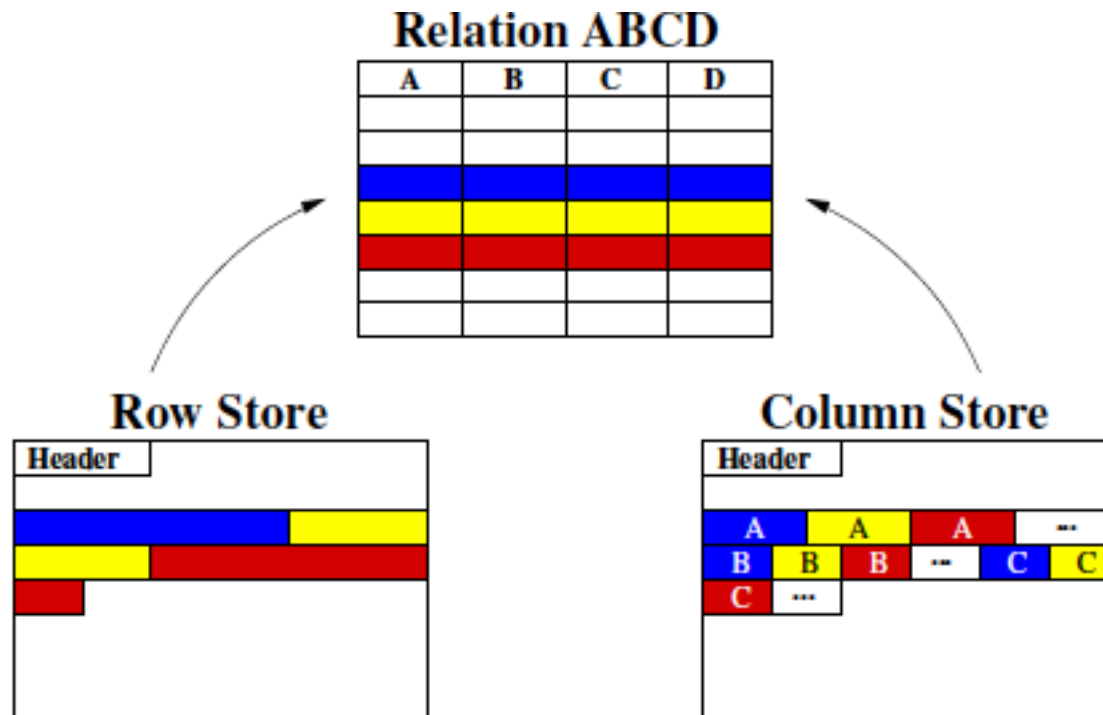 Relation ABCD
A B C D
Row Store
Header
Column Store
Header
A A A ...
B B B ... C C
C ...